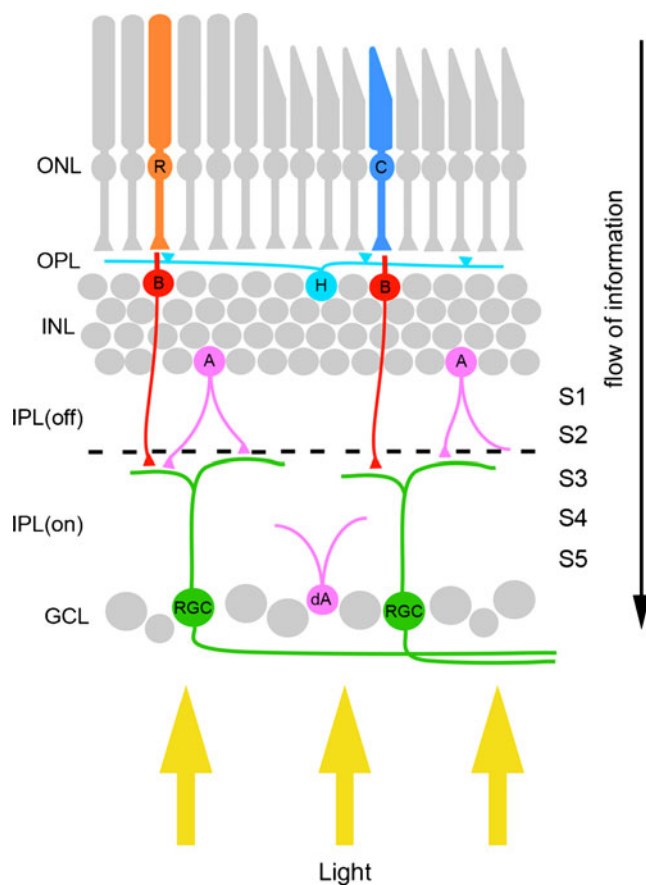 ONL
R
C
OPL
B
H
B
INL
A
A
S1
IPL(off)
S2
S3
IPL(on)
S4
S5
dA
RGC
RGC
GCL
flow of information
Light